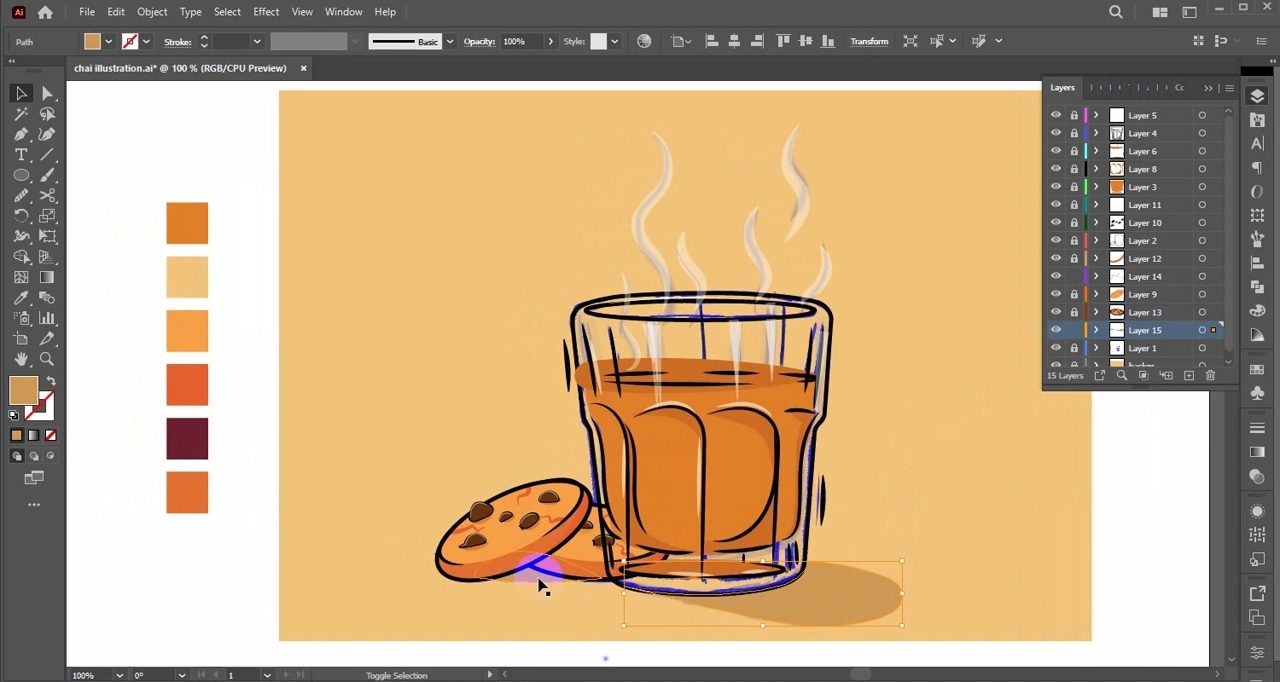 Ai File Edit Object Type Select Effect View Window Help
Path Stroke: Basic Opacity: 100% Style: Transform
chai illustration.ai* @ 100 % (RGB/CPU Preview) ×
Layers Cc
Layer 5
Layer 4
Layer 6
Layer 8
Layer 3
Layer 11
Layer 10
Layer 2
Layer 12
Layer 14
Layer 9
Layer 13
Layer 15
Layer 1
15 Layers
100% 0° 1 Toggle Selection